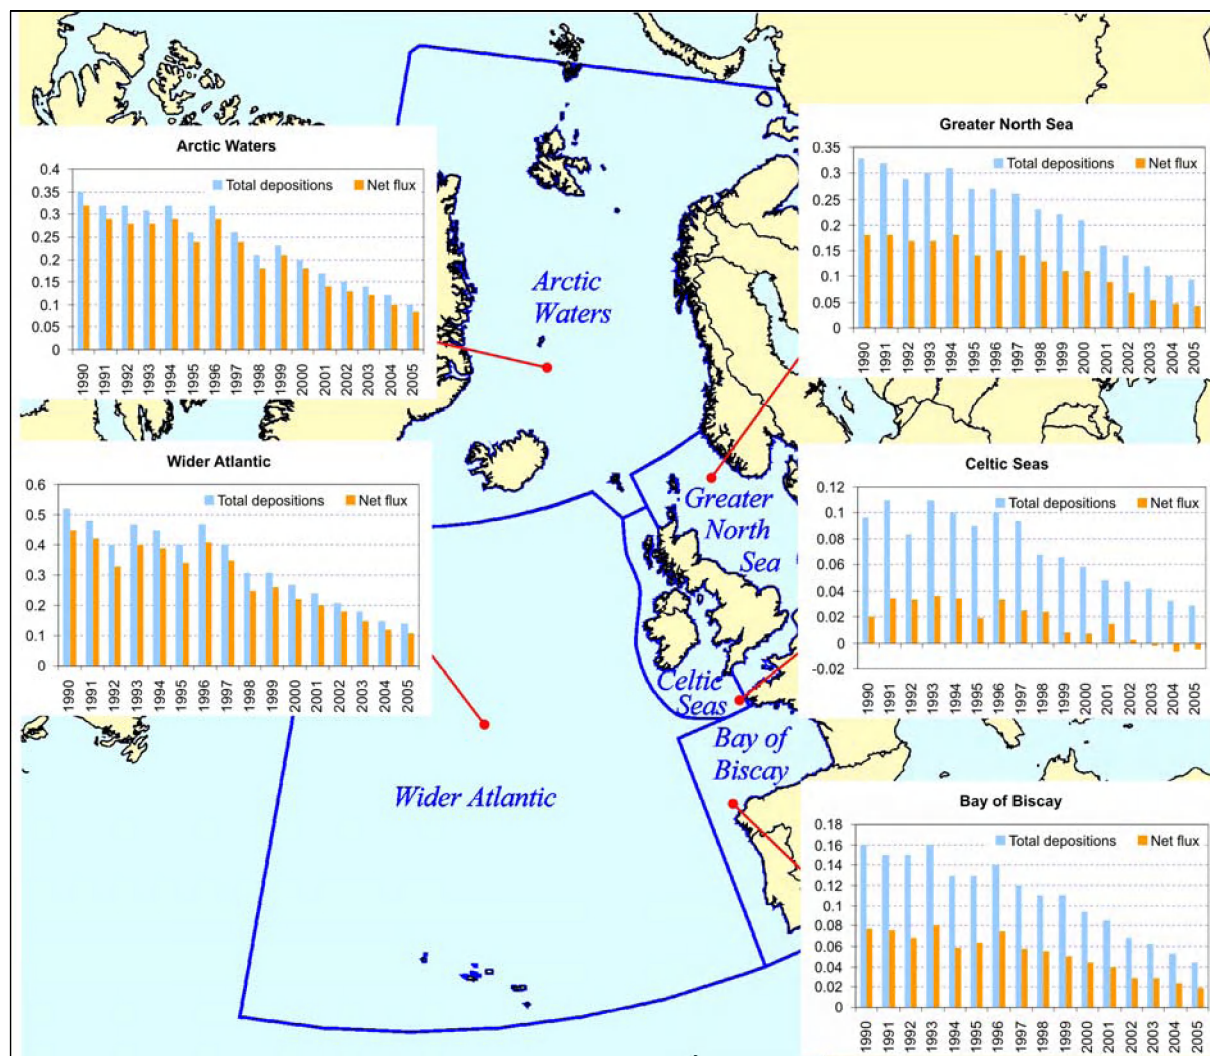 Arctic Waters
0.4
0.35
0.3
0.25
0.2
0.15
0.1
0.05
0
Total depositions Net flux
1990 1991 1992 1993 1994 1995 1996 1997 1998 1999 2000 2001 2002 2003 2004 2005
Greater North Sea
0.35
0.3
0.25
0.2
0.15
0.1
0.05
0
Total depositions Net flux
1990 1991 1992 1993 1994 1995 1996 1997 1998 1999 2000 2001 2002 2003 2004 2005
Arctic
Waters
Wider Atlantic
0.6
0.5
0.4
0.3
0.2
0.1
0
Total depositions Net flux
1990 1991 1992 1993 1994 1995 1996 1997 1998 1999 2000 2001 2002 2003 2004 2005
Celtic Seas
0.12
0.1
0.08
0.06
0.04
0.02
0
-0.02
Total depositions Net flux
1990 1991 1992 1993 1994 1995 1996 1997 1998 1999 2000 2001 2002 2003 2004 2005
Greater
North
Sea
Celtic
Seas
Bay of
Biscay
Wider Atlantic
Bay of Biscay
0.18
0.16
0.14
0.12
0.1
0.08
0.06
0.04
0.02
0
Total depositions Net flux
1990 1991 1992 1993 1994 1995 1996 1997 1998 1999 2000 2001 2002 2003 2004 2005